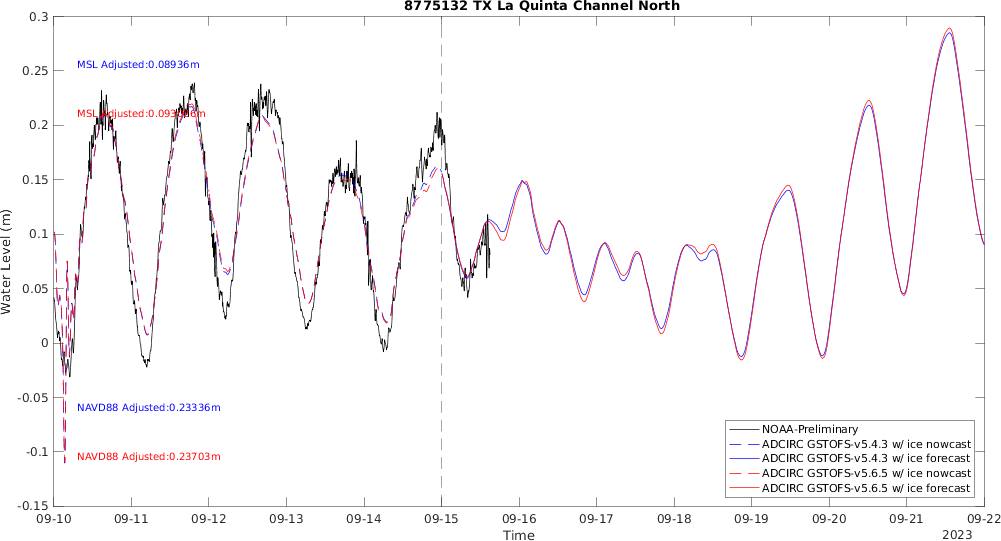 8775132 TX La Quinta Channel North
0.3
0.25
0.2
0.15
0.1
0.05
0
-0.05
-0.1
-0.15
Water Level (m)
MSL Adjusted:0.08936m
MSL Adjusted:
NAVD88 Adjusted:0.23336m
NAVD88 Adjusted:0.23703m
NOAA-Preliminary
ADCIRC GSTOFS-v5.4.3 w/ ice nowcast
ADCIRC GSTOFS-v5.4.3 w/ ice forecast
ADCIRC GSTOFS-v5.6.5 w/ ice nowcast
ADCIRC GSTOFS-v5.6.5 w/ ice forecast
09-10 09-11 09-12 09-13 09-14 09-15 09-16 09-17 09-18 09-19 09-20 09-21 09-22
Time
2023